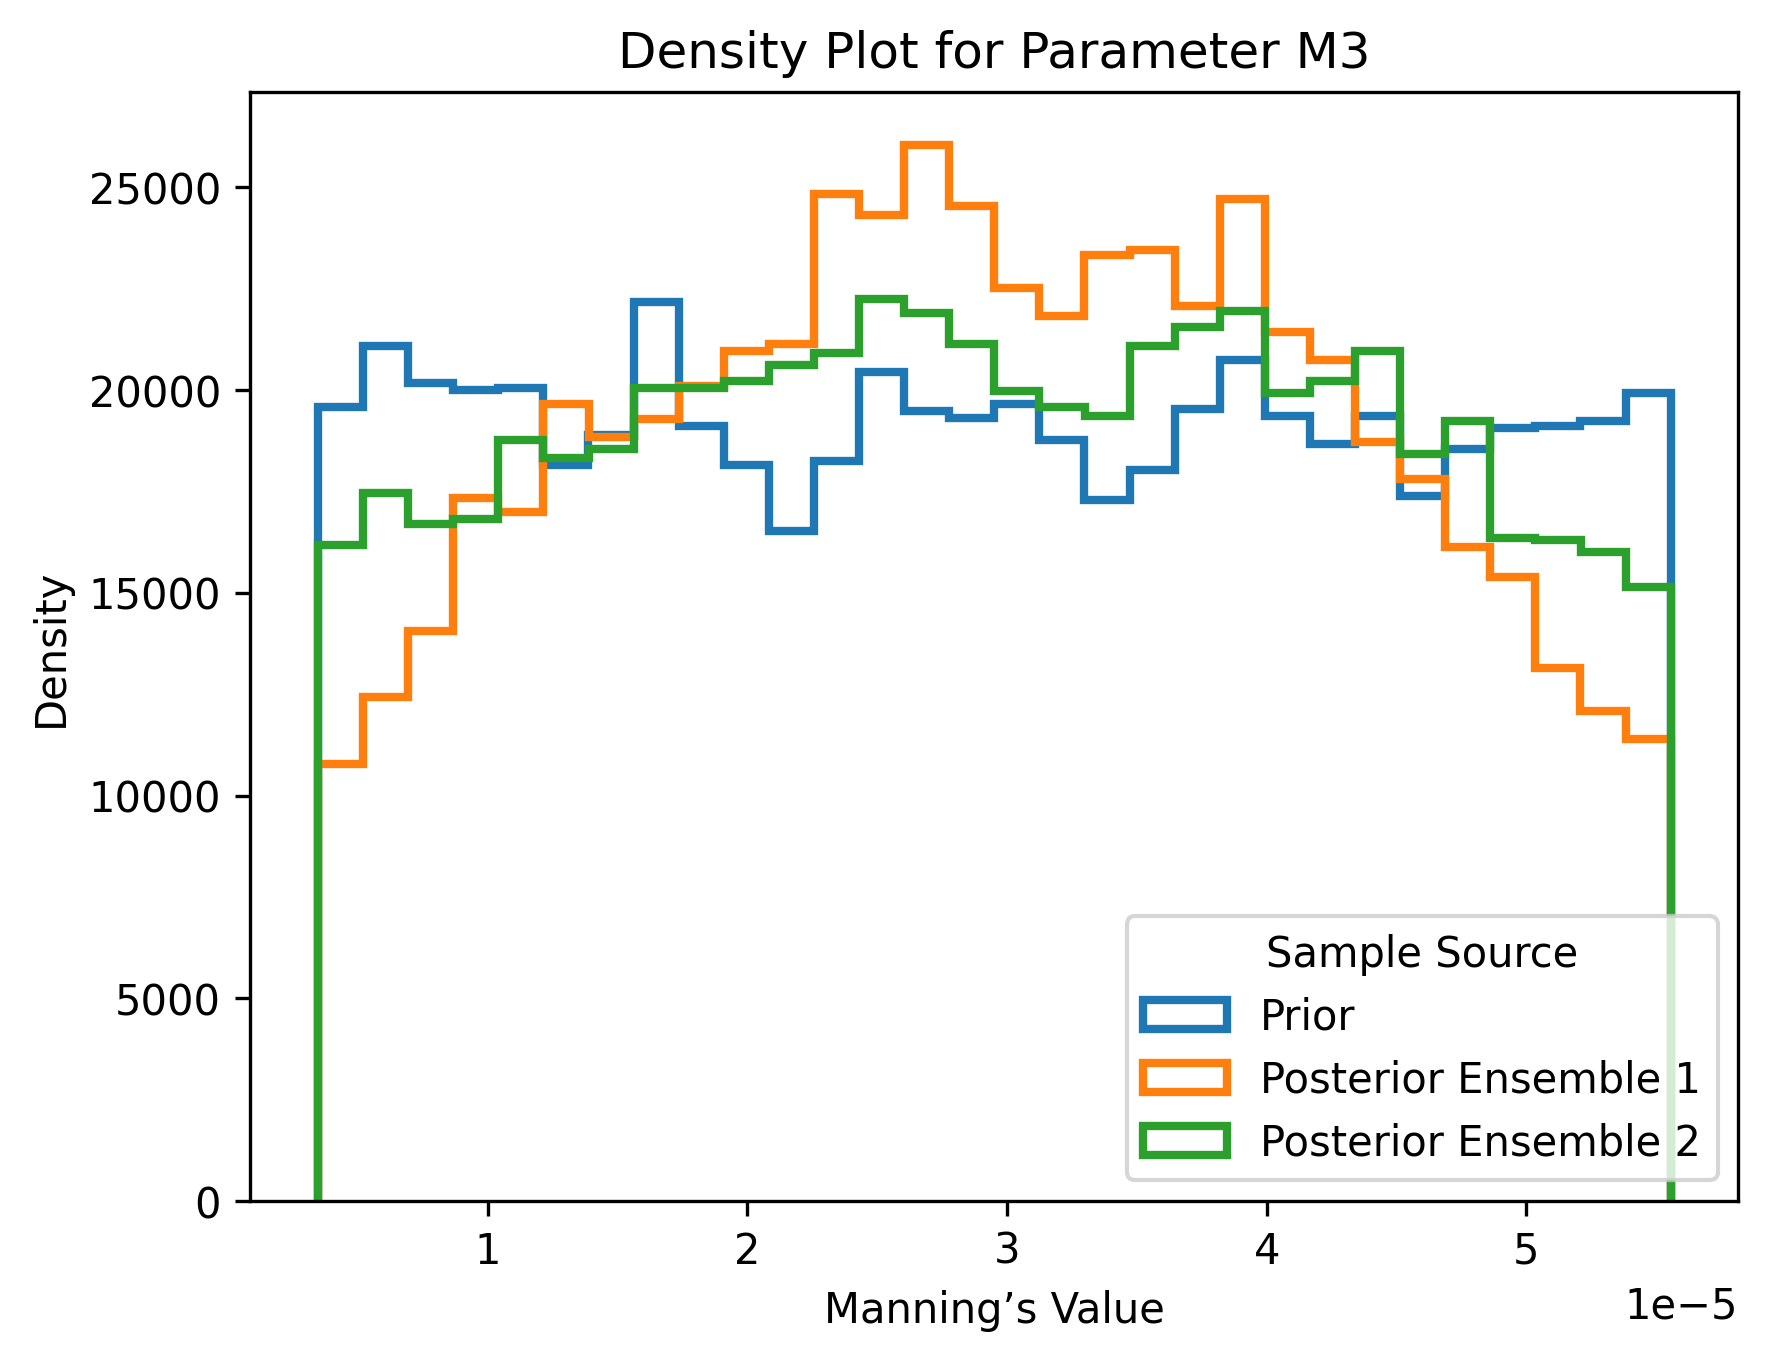 Density Plot for Parameter M3
Density
25000
20000
15000
10000
5000
0
Sample Source
Prior
Posterior Ensemble 1
Posterior Ensemble 2
1 2 3 4 5
1e−5
Manning’s Value